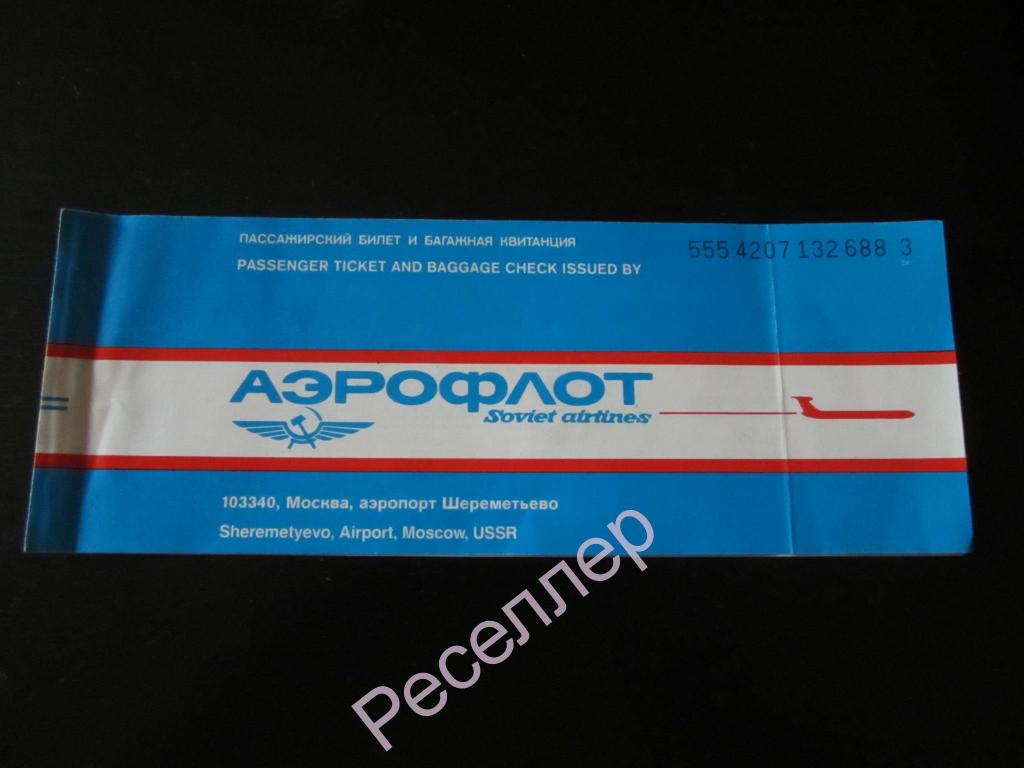 ПАССАЖИРСКИЙ БИЛЕТ И БАГАЖНАЯ КВИТАНЦИЯ
555 4207 132 688 3
PASSENGER TICKET AND BAGGAGE CHECK ISSUED BY
АЭРОФЛОТ
Soviet airlines
103340, Москва, аэропорт Шереметьево
Sheremetyevo, Airport, Moscow, USSR
Реселлер